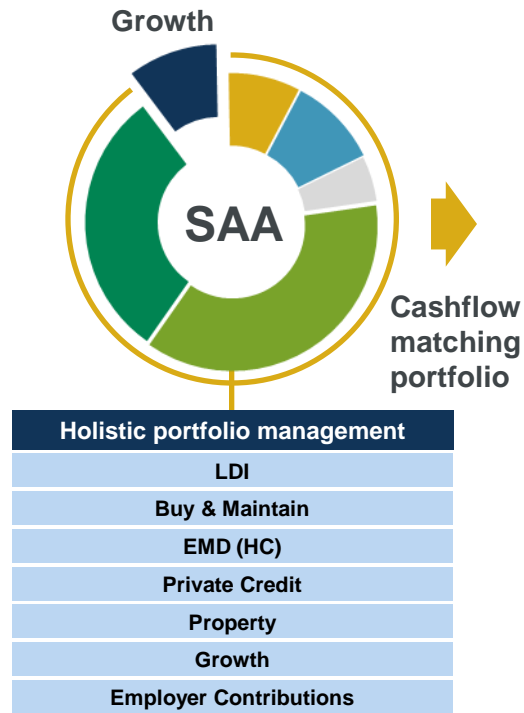 Growth
SAA
Cashflow
matching
portfolio
Holistic portfolio management
LDI
Buy & Maintain
EMD (HC)
Private Credit
Property
Growth
Employer Contributions